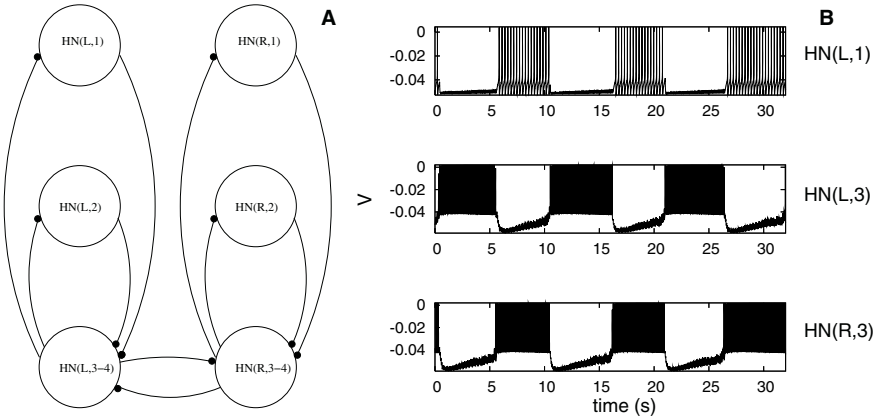 A
HN(L,1)
HN(R,1)
HN(L,2)
HN(R,2)
HN(L,3−4)
HN(R,3−4)
B
0
-0.02
-0.04
0 5 10 15 20 25 30
HN(L,1)
V
0
-0.02
-0.04
0 5 10 15 20 25 30
HN(L,3)
0
-0.02
-0.04
0 5 10 15 20 25 30
HN(R,3)
time (s)